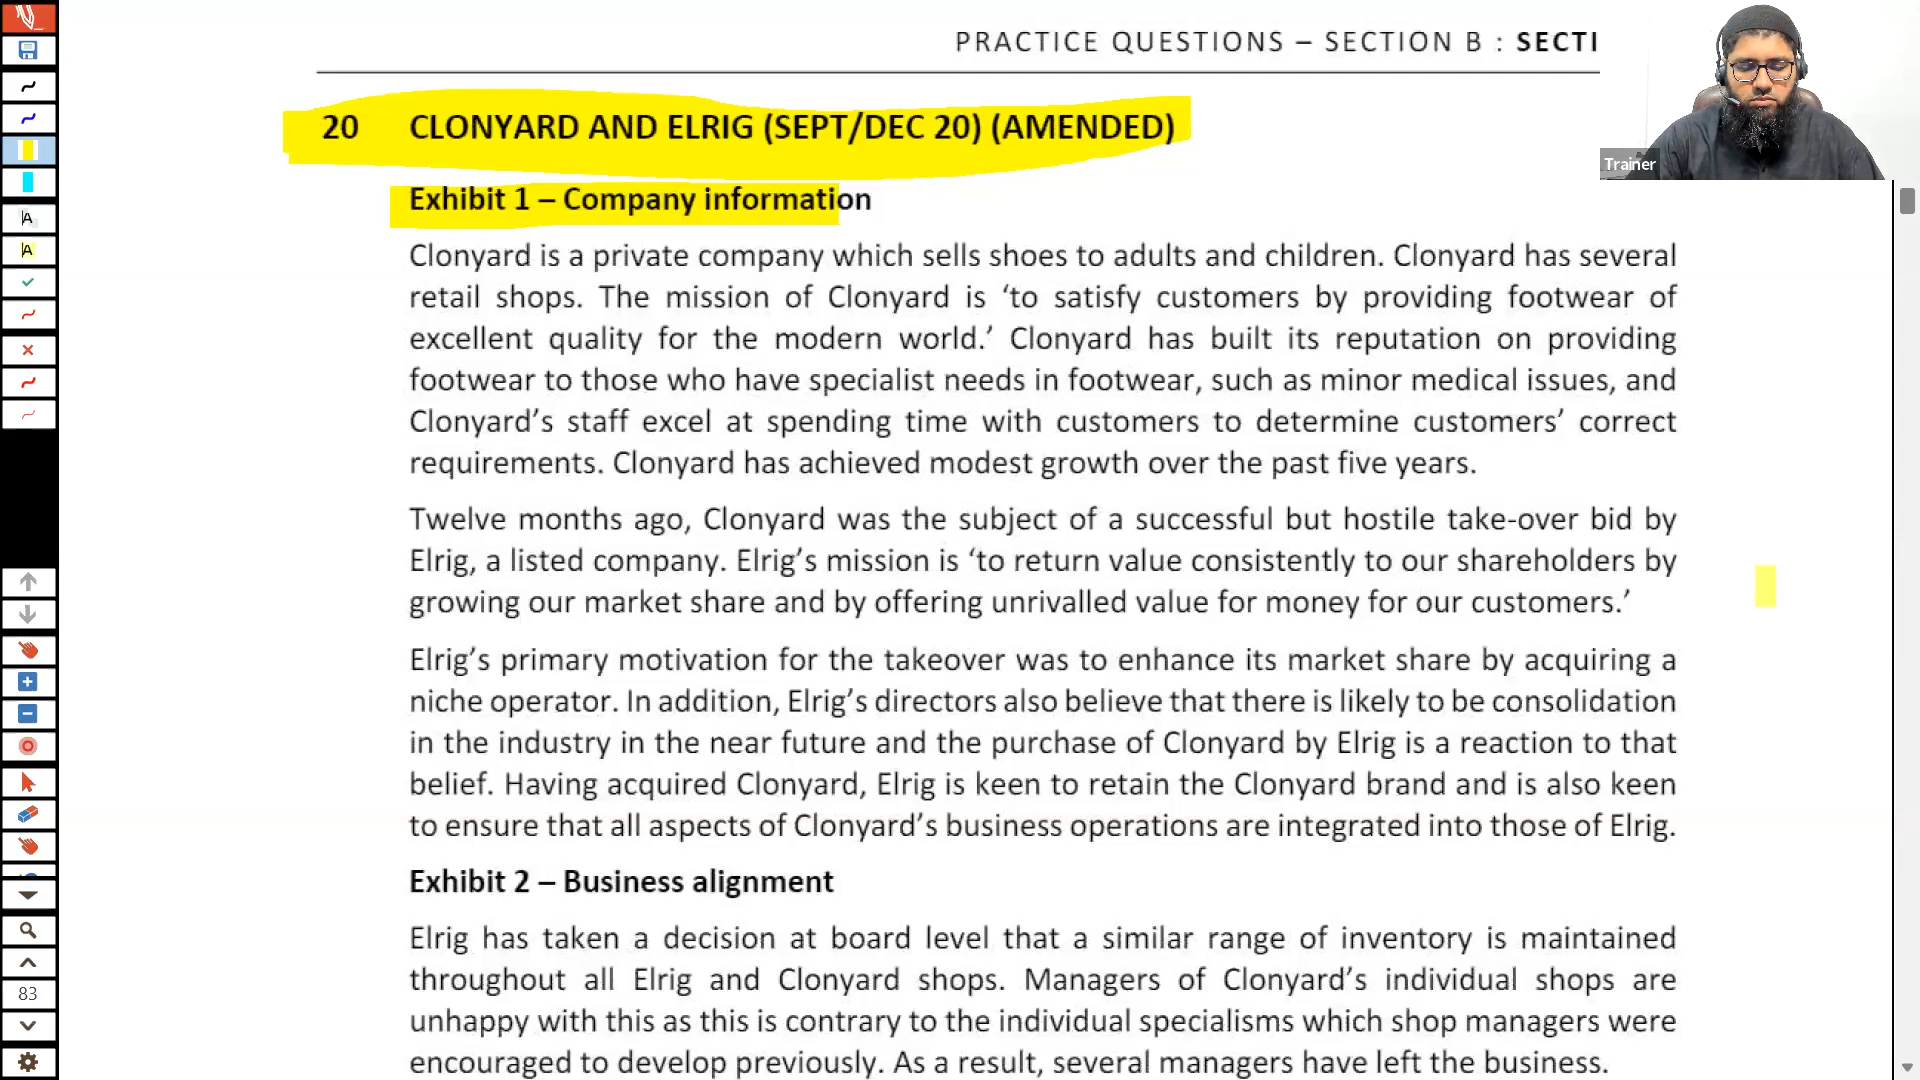 PRACTICE QUESTIONS – SECTION B : SECTI
20 CLONYARD AND ELRIG (SEPT/DEC 20) (AMENDED)
Trainer
Exhibit 1 – Company information
Clonyard is a private company which sells shoes to adults and children. Clonyard has several
retail shops. The mission of Clonyard is ‘to satisfy customers by providing footwear of
excellent quality for the modern world.’ Clonyard has built its reputation on providing
footwear to those who have specialist needs in footwear, such as minor medical issues, and
Clonyard’s staff excel at spending time with customers to determine customers’ correct
requirements. Clonyard has achieved modest growth over the past five years.
Twelve months ago, Clonyard was the subject of a successful but hostile take-over bid by
Elrig, a listed company. Elrig’s mission is ‘to return value consistently to our shareholders by
growing our market share and by offering unrivalled value for money for our customers.’
Elrig’s primary motivation for the takeover was to enhance its market share by acquiring a
niche operator. In addition, Elrig’s directors also believe that there is likely to be consolidation
in the industry in the near future and the purchase of Clonyard by Elrig is a reaction to that
belief. Having acquired Clonyard, Elrig is keen to retain the Clonyard brand and is also keen
to ensure that all aspects of Clonyard’s business operations are integrated into those of Elrig.
Exhibit 2 – Business alignment
Elrig has taken a decision at board level that a similar range of inventory is maintained
throughout all Elrig and Clonyard shops. Managers of Clonyard’s individual shops are
unhappy with this as this is contrary to the individual specialisms which shop managers were
encouraged to develop previously. As a result, several managers have left the business.
A
A
83